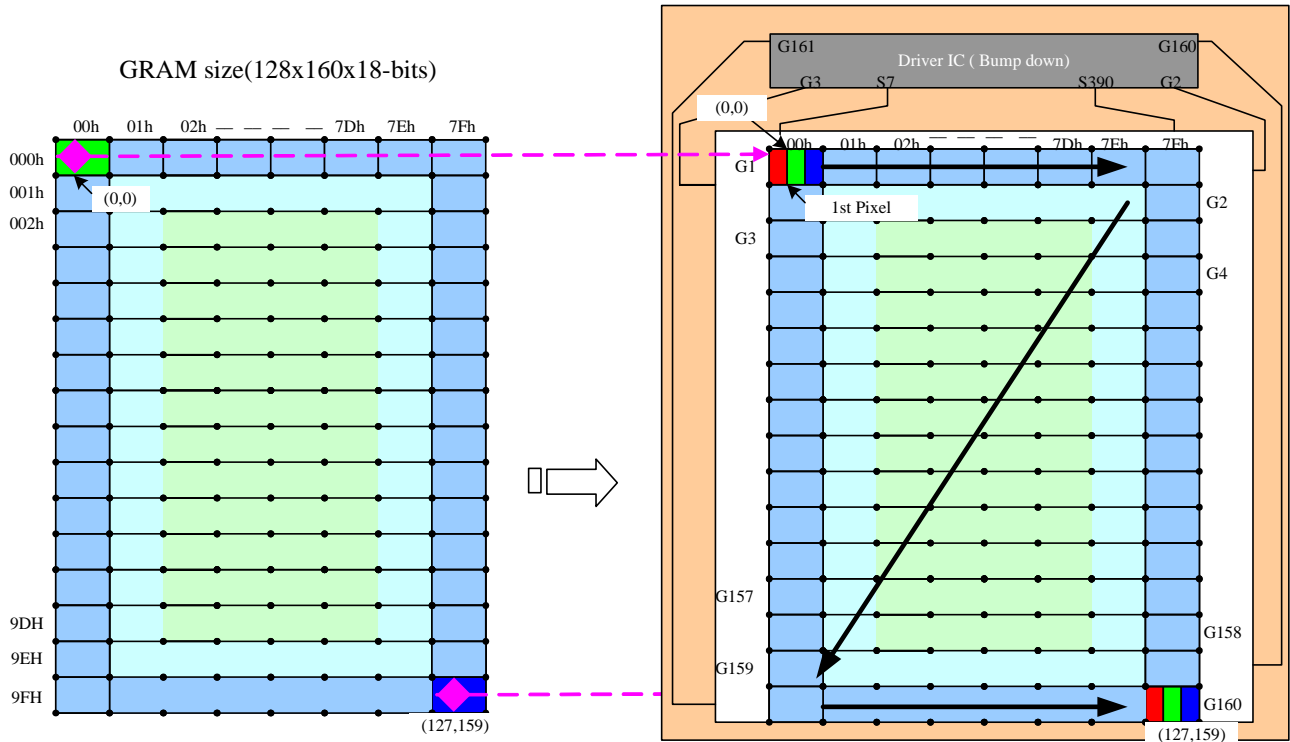 GRAM size(128x160x18-bits)
00h 01h 02h 7Dh 7Eh 7Fh
000h
(0,0)
001h
002h
9DH
9EH
9FH
(127,159)
G161 G160
Driver IC ( Bump down)
G3 S7 S390 G2
(0,0)
00h 01h 02h 7Dh 7Eh 7Fh
G1
1st Pixel
G2
G3
G4
G157
G158
G159
G160
(127,159)